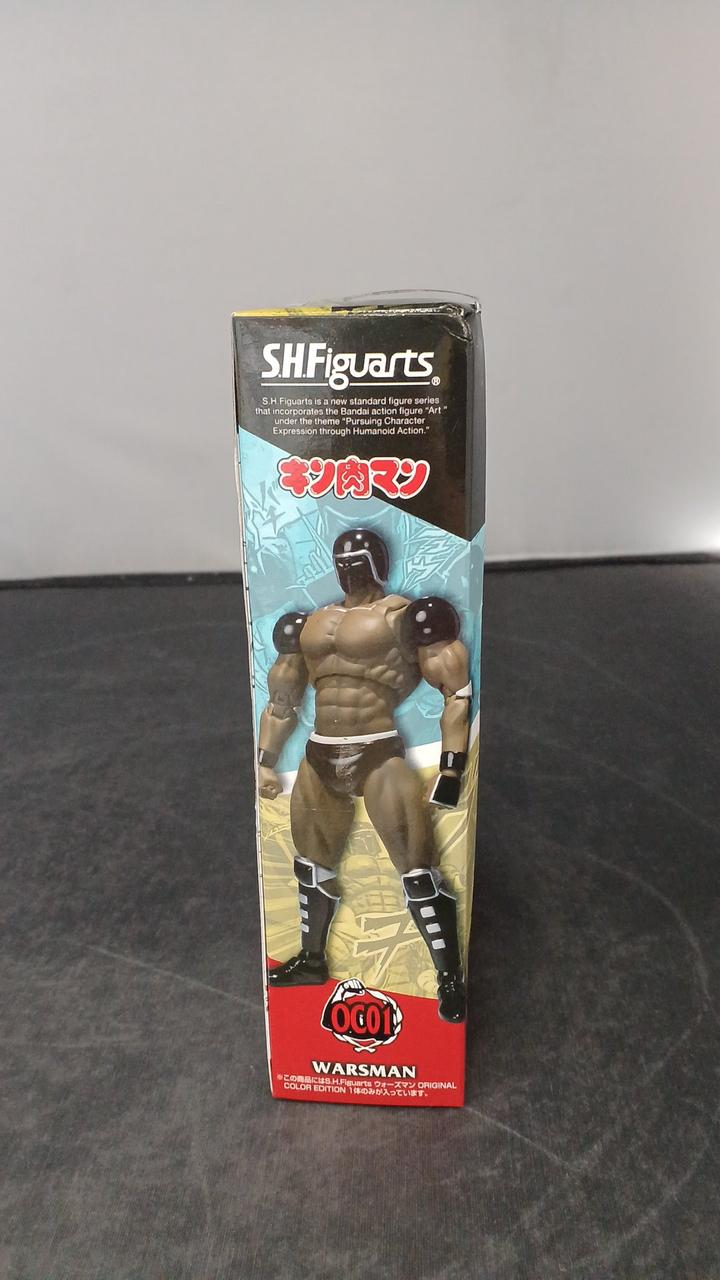 S.H.Figuarts®
S.H.Figuarts is a new standard figure series
that incorporates the Bandai action figure "Art"
under the theme "Pursuing Character
Expression through Humanoid Action."
キン肉マン
OC01
WARSMAN
※この商品にはS.H.Figuarts ウォーズマン ORIGINAL
COLOR EDITION 1体のみが入っています。